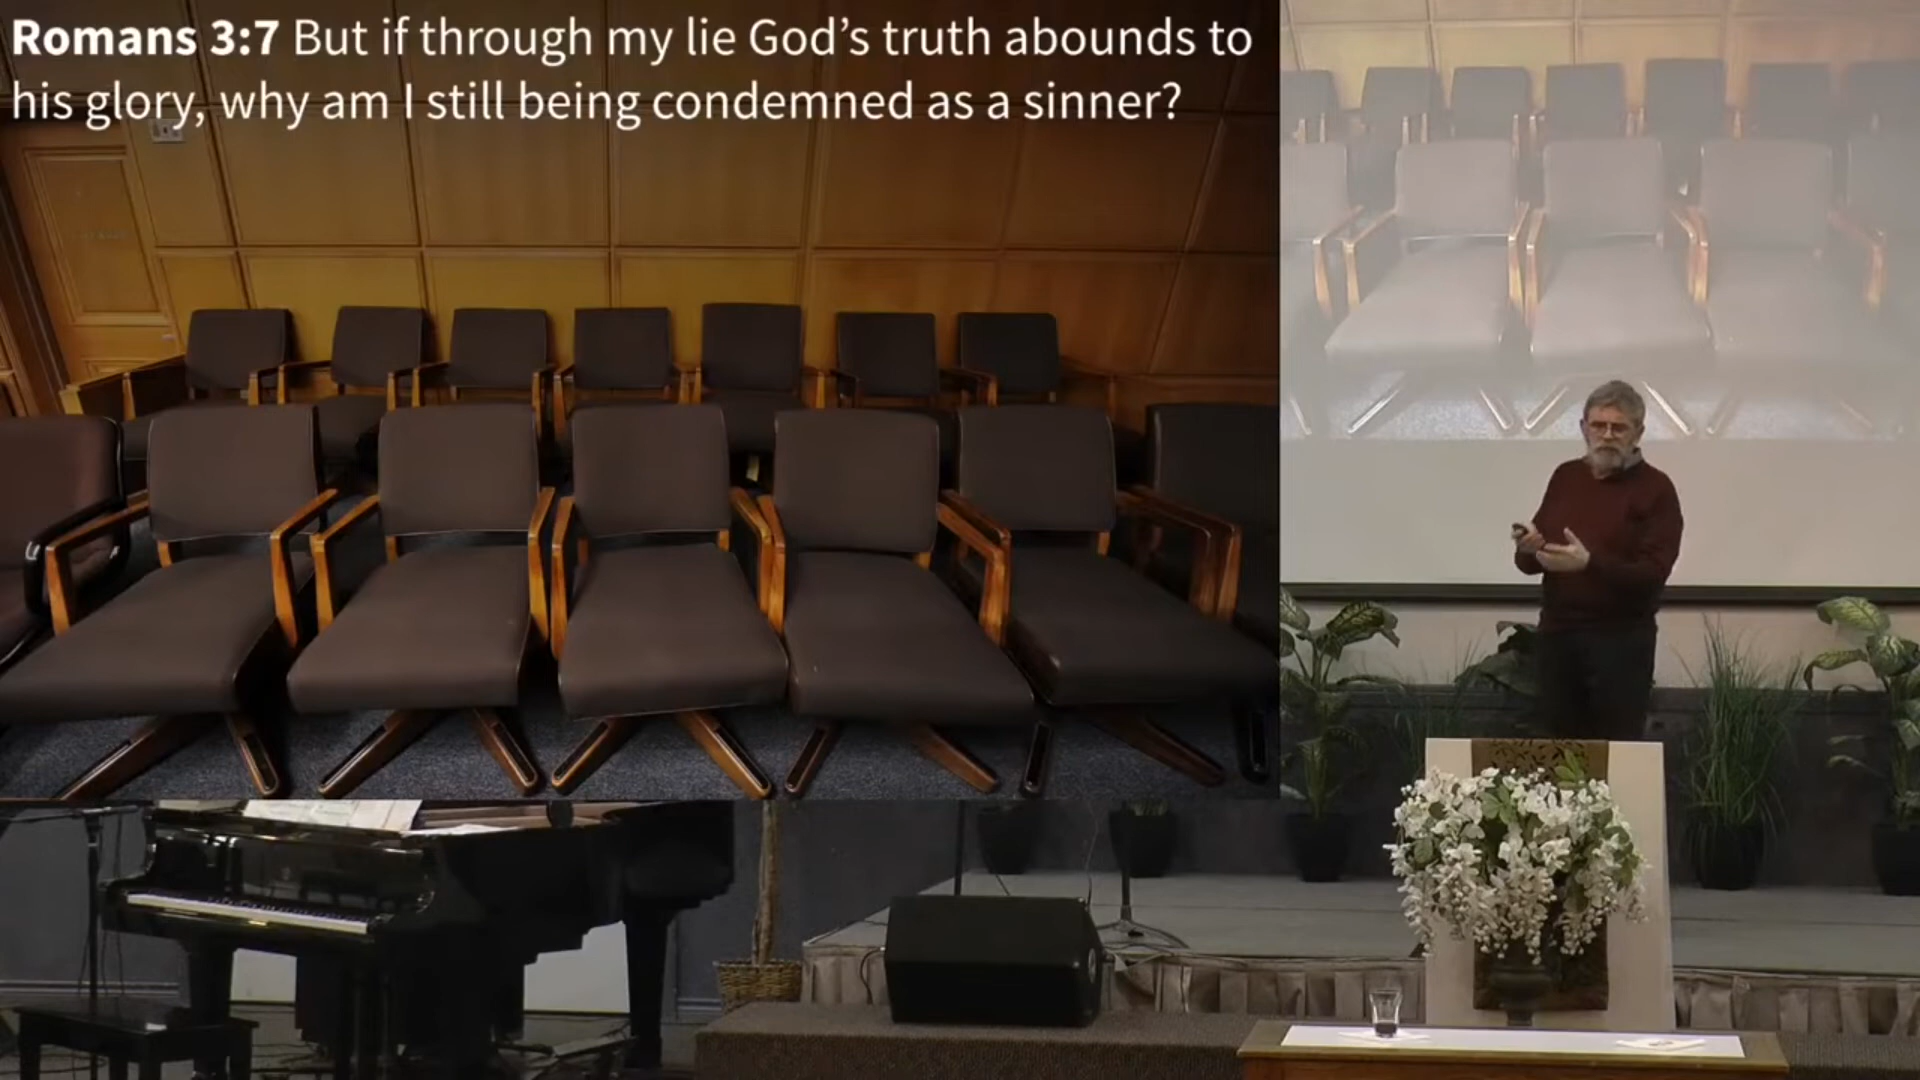 Romans 3:7 But if through my lie God’s truth abounds to
his glory, why am I still being condemned as a sinner?